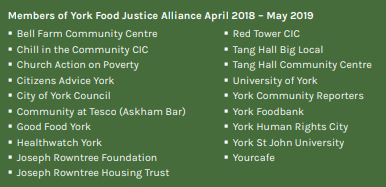 Members of York Food Justice Alliance April 2018 – May 2019
Bell Farm Community Centre
Chill in the Community CIC
Church Action on Poverty
Citizens Advice York
City of York Council
Community at Tesco (Askham Bar)
Good Food York
Healthwatch York
Joseph Rowntree Foundation
Joseph Rowntree Housing Trust
Red Tower CIC
Tang Hall Big Local
Tang Hall Community Centre
University of York
York Community Reporters
York Foodbank
York Human Rights City
York St John University
Yourcafe